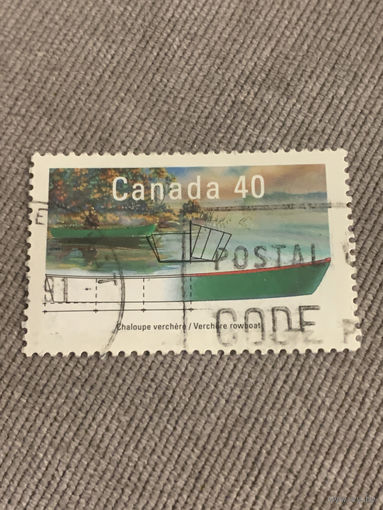 Canada 40
POSTAL
CODE
Chaloupe verchère / Verchère rowboat